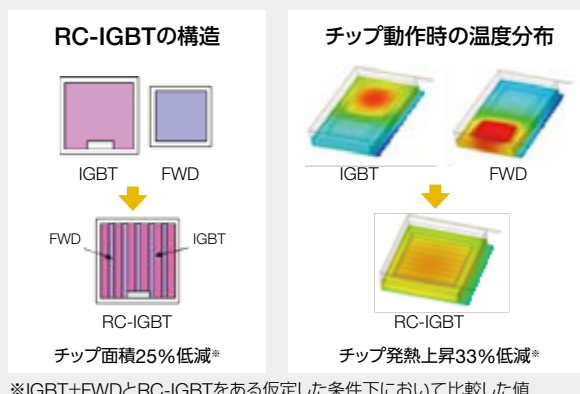 RC-IGBTの構造
IGBT FWD
FWD IGBT
RC-IGBT
チップ面積25%低減※
チップ動作時の温度分布
IGBT FWD
RC-IGBT
チップ発熱上昇33%低減※
※IGBT+FWDとRC-IGBTをある仮定した条件下において比較した値